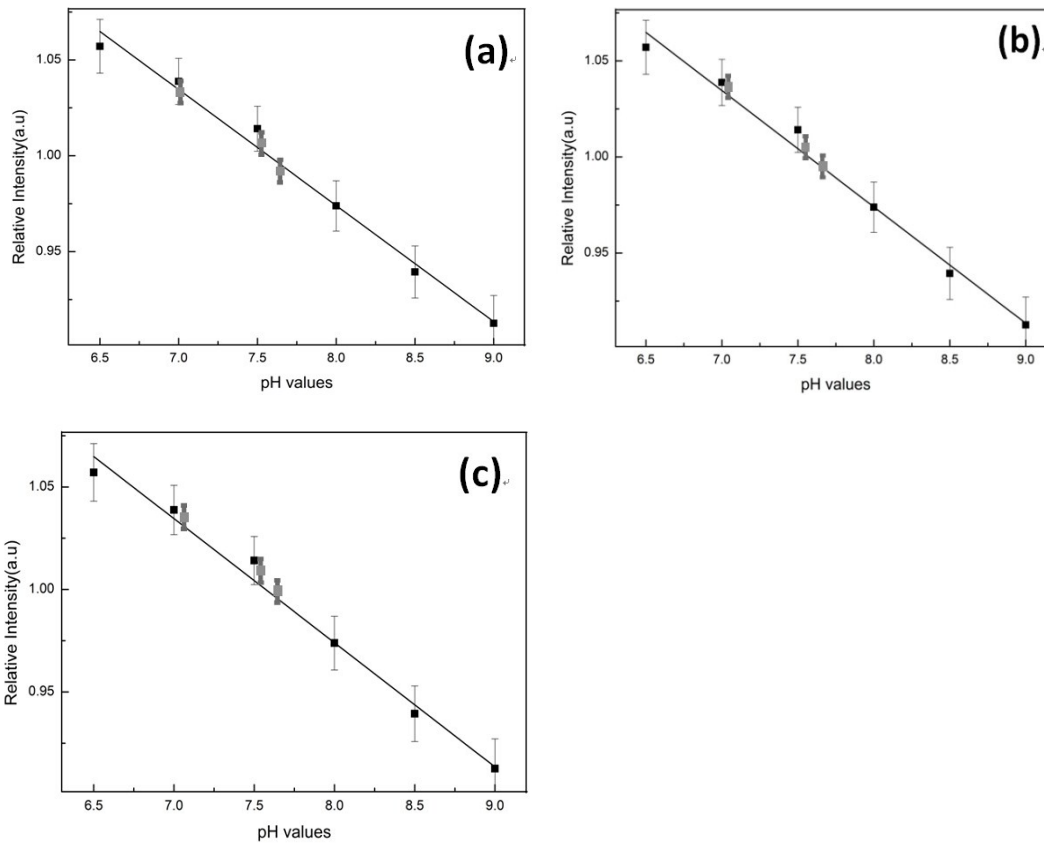 (a)
Relative Intensity(a.u)
1.05
1.00
0.95
6.5 7.0 7.5 8.0 8.5 9.0
pH values
(b)
Relative Intensity(a.u)
1.05
1.00
0.95
6.5 7.0 7.5 8.0 8.5 9.0
pH values
(c)
Relative Intensity(a.u)
1.05
1.00
0.95
6.5 7.0 7.5 8.0 8.5 9.0
pH values